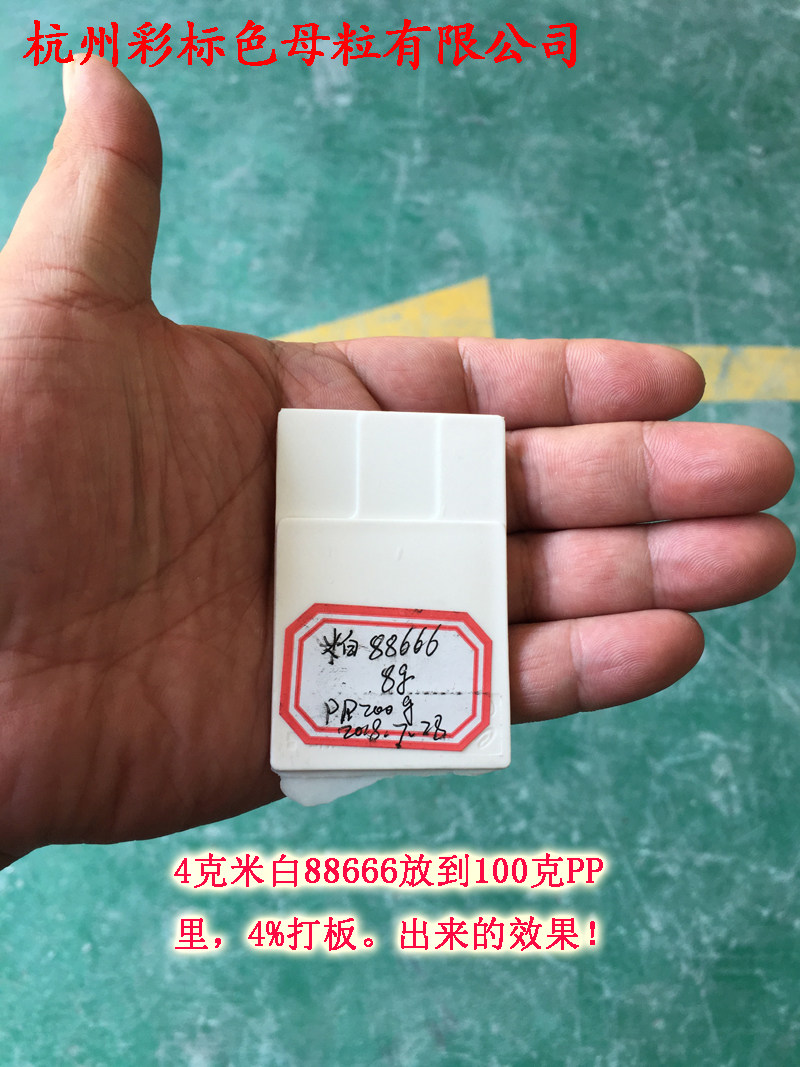 杭州彩标色母粒有限公司
米白 88666
8g
PP 200g
2018.7.28
4克米白88666放到100克PP
里，4%打板。出来的效果！